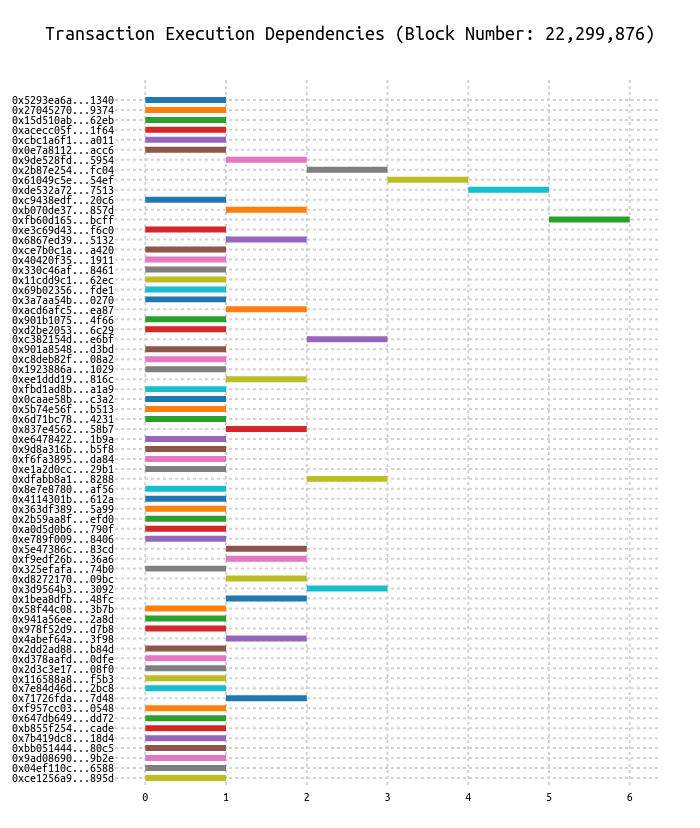 Transaction Execution Dependencies (Block Number: 22,299,876)
0x5293ea6a...1340
0x27045270...9374
0x15d510ab...62eb
0xacecc05f...1f64
0xcbc1a6f1...a011
0x0e7a8112...acc6
0x9de528fd...5954
0x2b87e254...fc04
0x61049c5e...54ef
0xde532a72...7513
0xc9438edf...20c6
0xb070de37...857d
0xfb60d165...bcff
0xe3c69d43...f6c0
0x6867ed39...5132
0xce7b0c1a...a420
0x40420f35...1911
0x330c46af...8461
0x11cdd9c1...62ec
0x69b02356...fde1
0x3a7aa54b...0270
0xacd6afc5...ea87
0x901b1075...4f66
0xd2be2053...6c29
0xc382154d...e6bf
0x901a8548...d3bd
0xc8deb82f...08a2
0x1923886a...1029
0xee1ddd19...816c
0xfbd1ad8b...a1a9
0x0caae58b...c3a2
0x5b74e56f...b513
0x6d71bc78...4231
0x837e4562...58b7
0xe6478422...1b9a
0x9d8a316b...b5f8
0xf6fa3895...da84
0xe1a2d0cc...29b1
0xdfabb8a1...8288
0x8e7e8780...af56
0x4114301b...612a
0x363df389...5a99
0x2b59aa8f...efd0
0xa0d5d0b6...790f
0xe789f009...8406
0x5e47386c...83cd
0xf9edf26b...36a6
0x325efafa...74b0
0xd8272170...09bc
0x3d9564b3...3092
0x1bea8dfb...48fc
0x58f44c08...3b7b
0x941a56ee...2a8d
0x978f52d9...d7b8
0x4abef64a...3f98
0x2dd2ad88...b84d
0xd378aafd...0dfe
0x2d3c3e17...08f0
0x116588a8...f5b3
0x7e84d46d...2bc8
0x71726fda...7d48
0xf957cc03...0548
0x647db649...dd72
0xb855f254...cade
0x7b419dc8...18d4
0xbb051444...80c5
0x9ad08690...9b2e
0x04ef110c...6588
0xce1256a9...895d
0 1 2 3 4 5 6